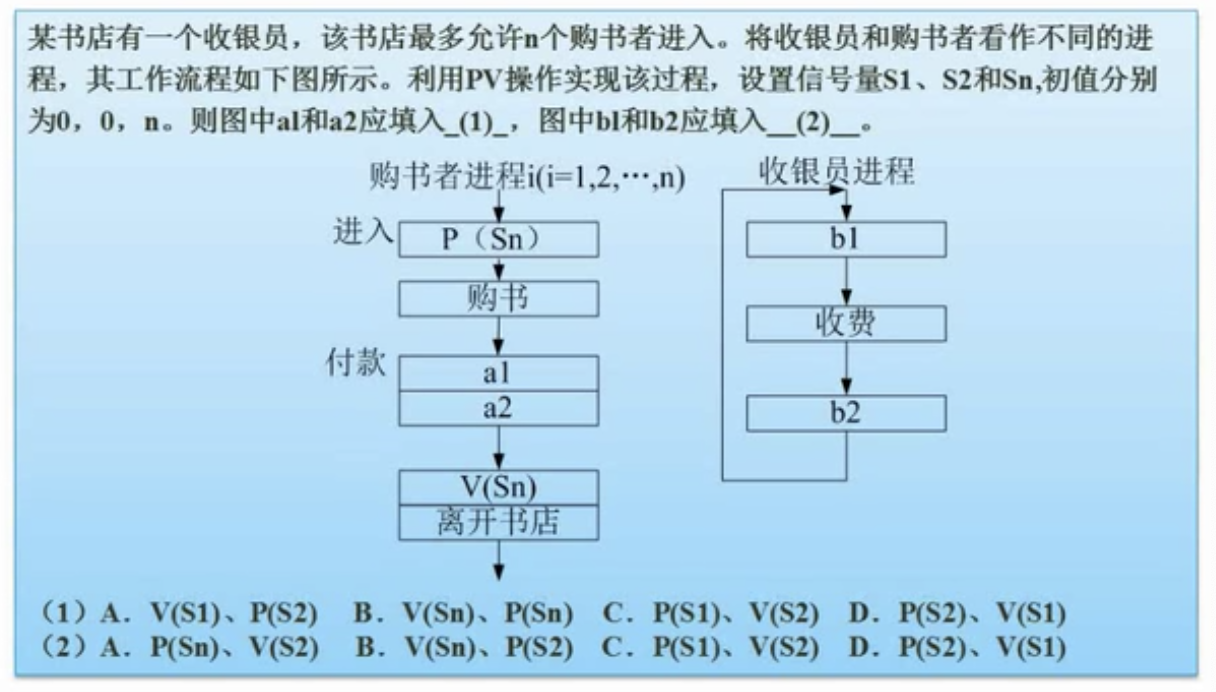 某书店有一个收银员，该书店最多允许n个购书者进入。将收银员和购书者看作不同的进
程，其工作流程如下图所示。利用PV操作实现该过程，设置信号量S1、S2和Sn,初值分别
为0，0，n。则图中al和a2应填入_(1)_，图中bl和b2应填入__(2)__。
购书者进程i(i=1,2,⋯,n)
收银员进程
进入
P（Sn）
b1
购书
收费
付款
a1
a2
b2
V(Sn)
离开书店
（1）A．V(S1)、P(S2) B．V(Sn)、P(Sn) C．P(S1)、V(S2) D．P(S2)、V(S1)
（2）A．P(Sn)、V(S2) B．V(Sn)、P(S2) C．P(S1)、V(S2) D．P(S2)、V(S1)